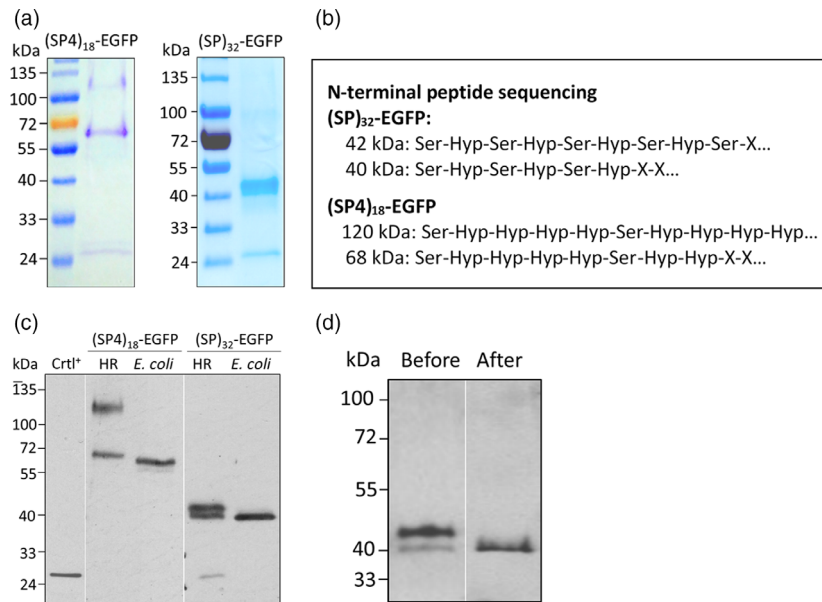 (a)
(SP4)18-EGFP
(SP)32-EGFP
kDa
135
100
72
55
40
33
24
kDa
135
100
72
55
40
33
24
(b)
N-terminal peptide sequencing
(SP)32-EGFP:
42 kDa: Ser-Hyp-Ser-Hyp-Ser-Hyp-Ser-Hyp-Ser-X...
40 kDa: Ser-Hyp-Ser-Hyp-Ser-Hyp-X-X...
(SP4)18-EGFP
120 kDa: Ser-Hyp-Hyp-Hyp-Hyp-Ser-Hyp-Hyp-Hyp-Hyp...
68 kDa: Ser-Hyp-Hyp-Hyp-Hyp-Ser-Hyp-Hyp-X-X...
(c)
(SP4)18-EGFP (SP)32-EGFP
kDa Crtl+ HR E. coli HR E. coli
135
100
72
55
40
33
24
(d)
kDa Before After
100
72
55
40
33